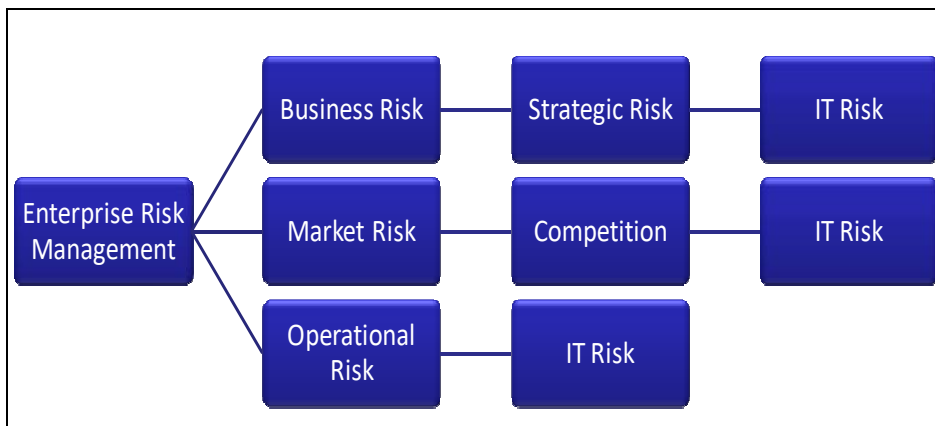 Business Risk
Strategic Risk
IT Risk
Enterprise Risk
Management
Market Risk
Competition
IT Risk
Operational
Risk
IT Risk